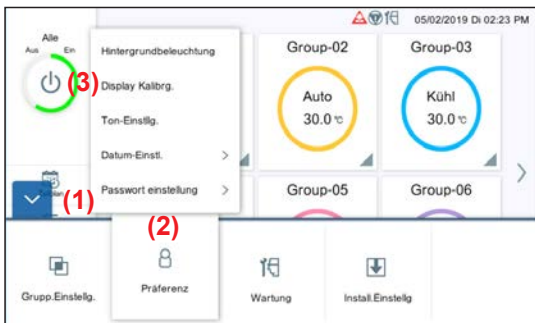 05/02/2019 Di 02:23 PM
Alle
Aus Ein
(3)
Hintergrundbeleuchtung
Display Kalibrg.
Ton-Einstllg.
Datum-Einstl. >
Passwort einstellung >
Group-02
Auto
30.0 °C
Group-03
Kühl
30.0 °C
>
(1)
Group-05
Group-06
(2)
Grupp.Einstellg.
Präferenz
Wartung
Install.Einstellg